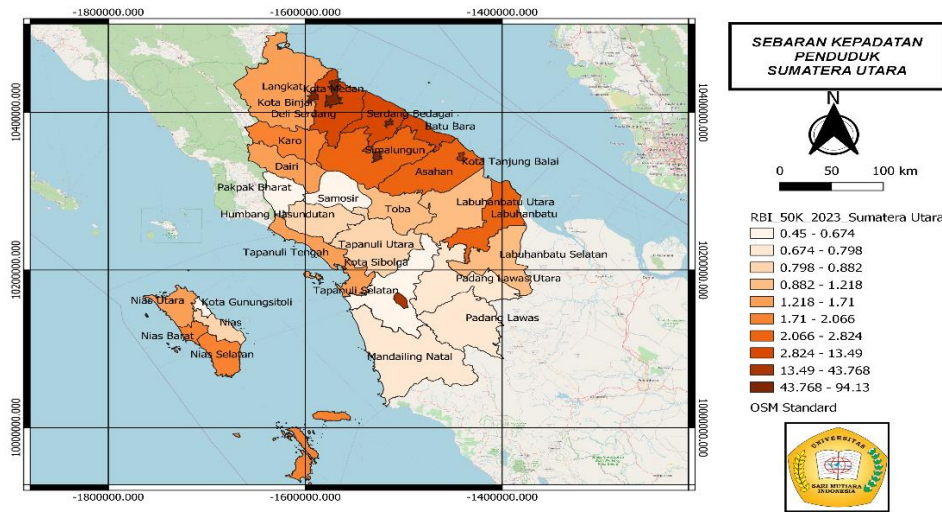 -1800000.000
-1600000.000
-1400000.000
SEBARAN KEPADATAN
PENDUDUK
SUMATERA UTARA
N
0 50 100 km
RBI_50K_2023_Sumatera Utara
0.45 - 0.674
0.674 - 0.798
0.798 - 0.882
0.882 - 1.218
1.218 - 1.71
1.71 - 2.066
2.066 - 2.824
2.824 - 13.49
13.49 - 43.768
43.768 - 94.13
OSM Standard
UNIVERSITAS
SARI MUTIARA
INDONESIA
10400000.000
10200000.000
10000000.000
10400000.000
10200000.000
10000000.000
Langkat
Kota Medan
Kota Binjai
Deli Serdang
Serdang Bedagai
Batu Bara
Karo
Simalungun
Kota Tanjung Balai
Dairi
Asahan
Pakpak Bharat
Samosir
Labuhanbatu Utara
Humbang Hasundutan
Toba
Labuhanbatu
Tapanuli Utara
Tapanuli Tengah
Labuhanbatu Selatan
Kota Sibolga
Padang Lawas Utara
Tapanuli Selatan
Nias Utara
Kota Gunungsitoli
Padang Lawas
Nias
Nias Barat
Nias Selatan
Mandailing Natal
-1800000.000
-1600000.000
-1400000.000